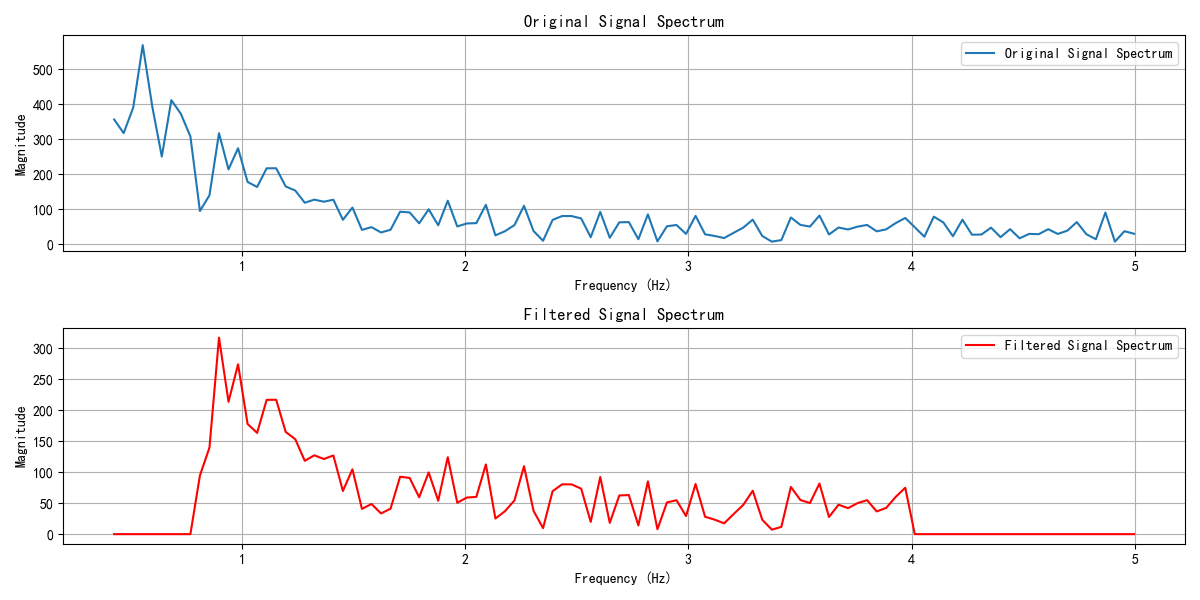 Original Signal Spectrum
Original Signal Spectrum
500
400
300
200
100
0
Magnitude
1 2 3 4 5
Frequency (Hz)
Filtered Signal Spectrum
Filtered Signal Spectrum
300
250
200
150
100
50
0
Magnitude
1 2 3 4 5
Frequency (Hz)